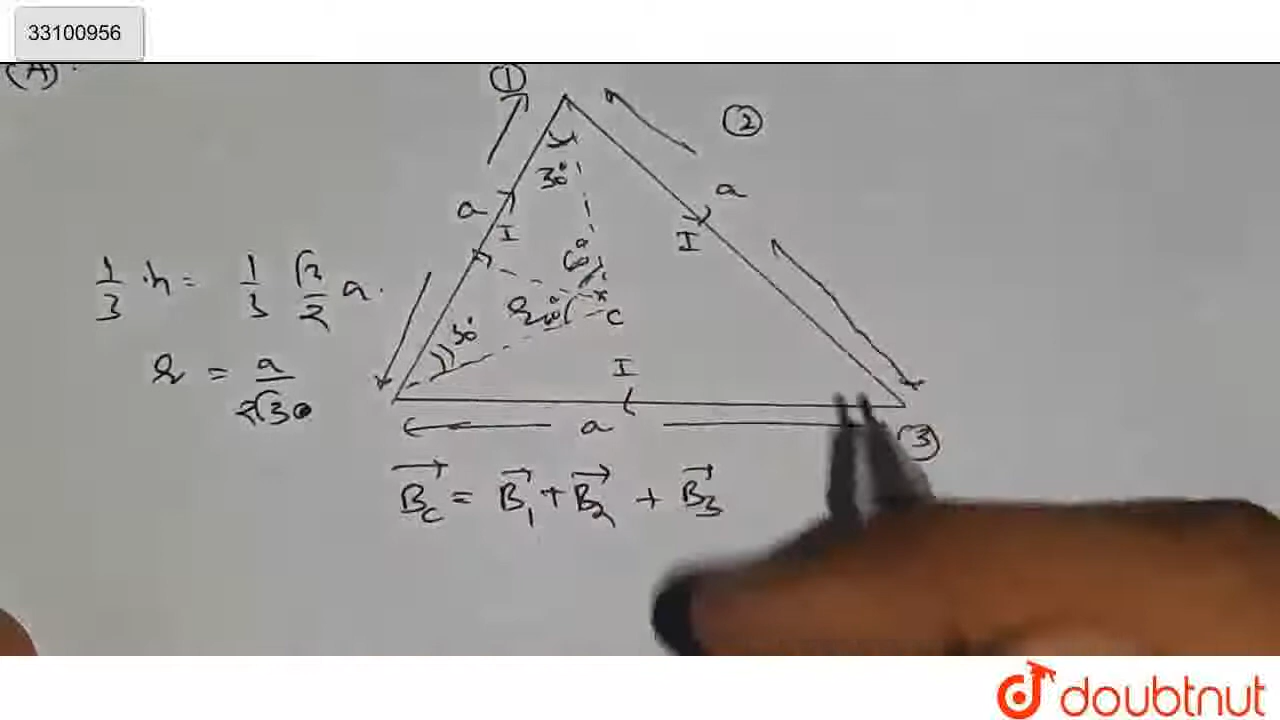 33100956
(A).
①
②
30°
a
a
I
I
60°
1/3 · h = 1/3 √3/2 a.
60°
C
30°
r = a/2√3
I
a
③
B⃗c = B⃗1 + B⃗2 + B⃗3
doubtnut